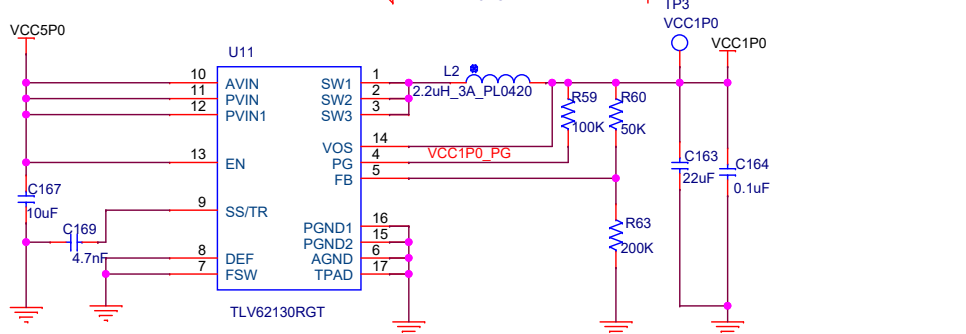 TP3
VCC5P0
VCC1P0
VCC1P0
U11
L2
10 AVIN SW1 1
11 PVIN SW2 2
2.2uH_3A_PL0420
12 PVIN1 SW3 3
R59
R60
100K
50K
VOS 14
13 EN PG 4
VCC1P0_PG
FB 5
C163
C164
22uF
0.1uF
C167
10uF
9 SS/TR
C169
4.7nF
PGND1 16
PGND2 15
R63
200K
8 DEF AGND 6
7 FSW TPAD 17
TLV62130RGT